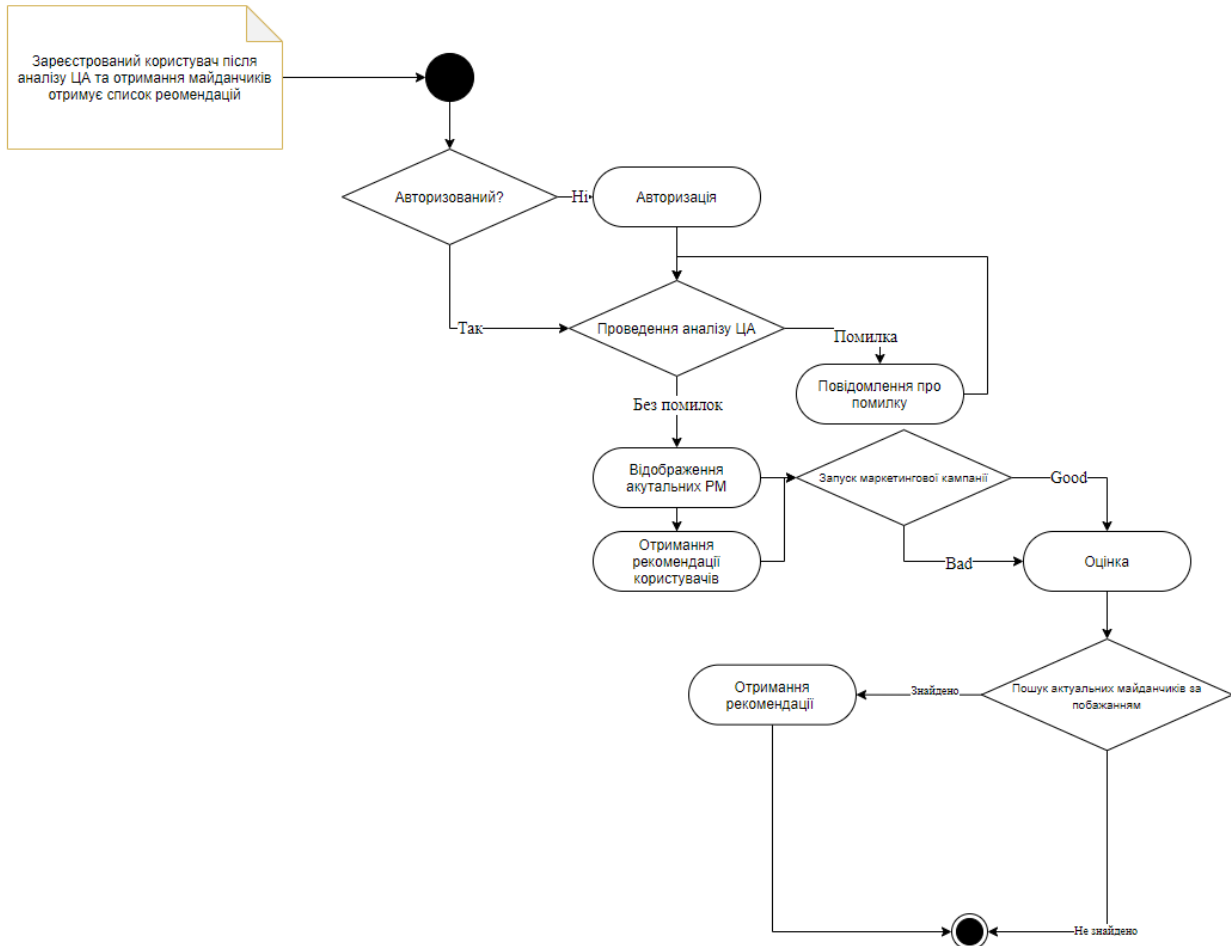 Зареєстрований користувач після
аналізу ЦА та отримання майданчиків
отримує список реомендацій
Авторизований?
Ні
Авторизація
Так
Проведення аналізу ЦА
Помилка
Повідомлення про
помилку
Без помилок
Відображення
акутальних РМ
Запуск маркетингової кампанії
Good
Отримання
рекомендації
користувачів
Bad
Оцінка
Пошук актуальних майданчиків за
побажанням
Знайдено
Отримання
рекомендації
Не знайдено